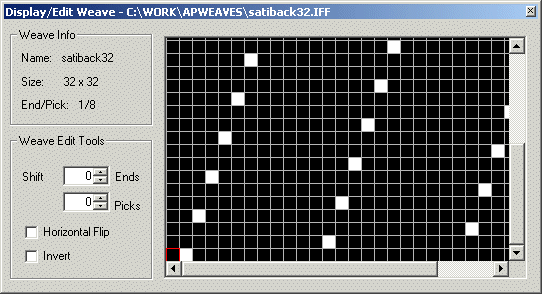 Display/Edit Weave - C:\WORK\APWEAVES\satiback32.IFF
Weave Info
Name: satiback32
Size: 32 x 32
End/Pick: 1/8
Weave Edit Tools
Shift 0 Ends
0 Picks
Horizontal Flip
Invert